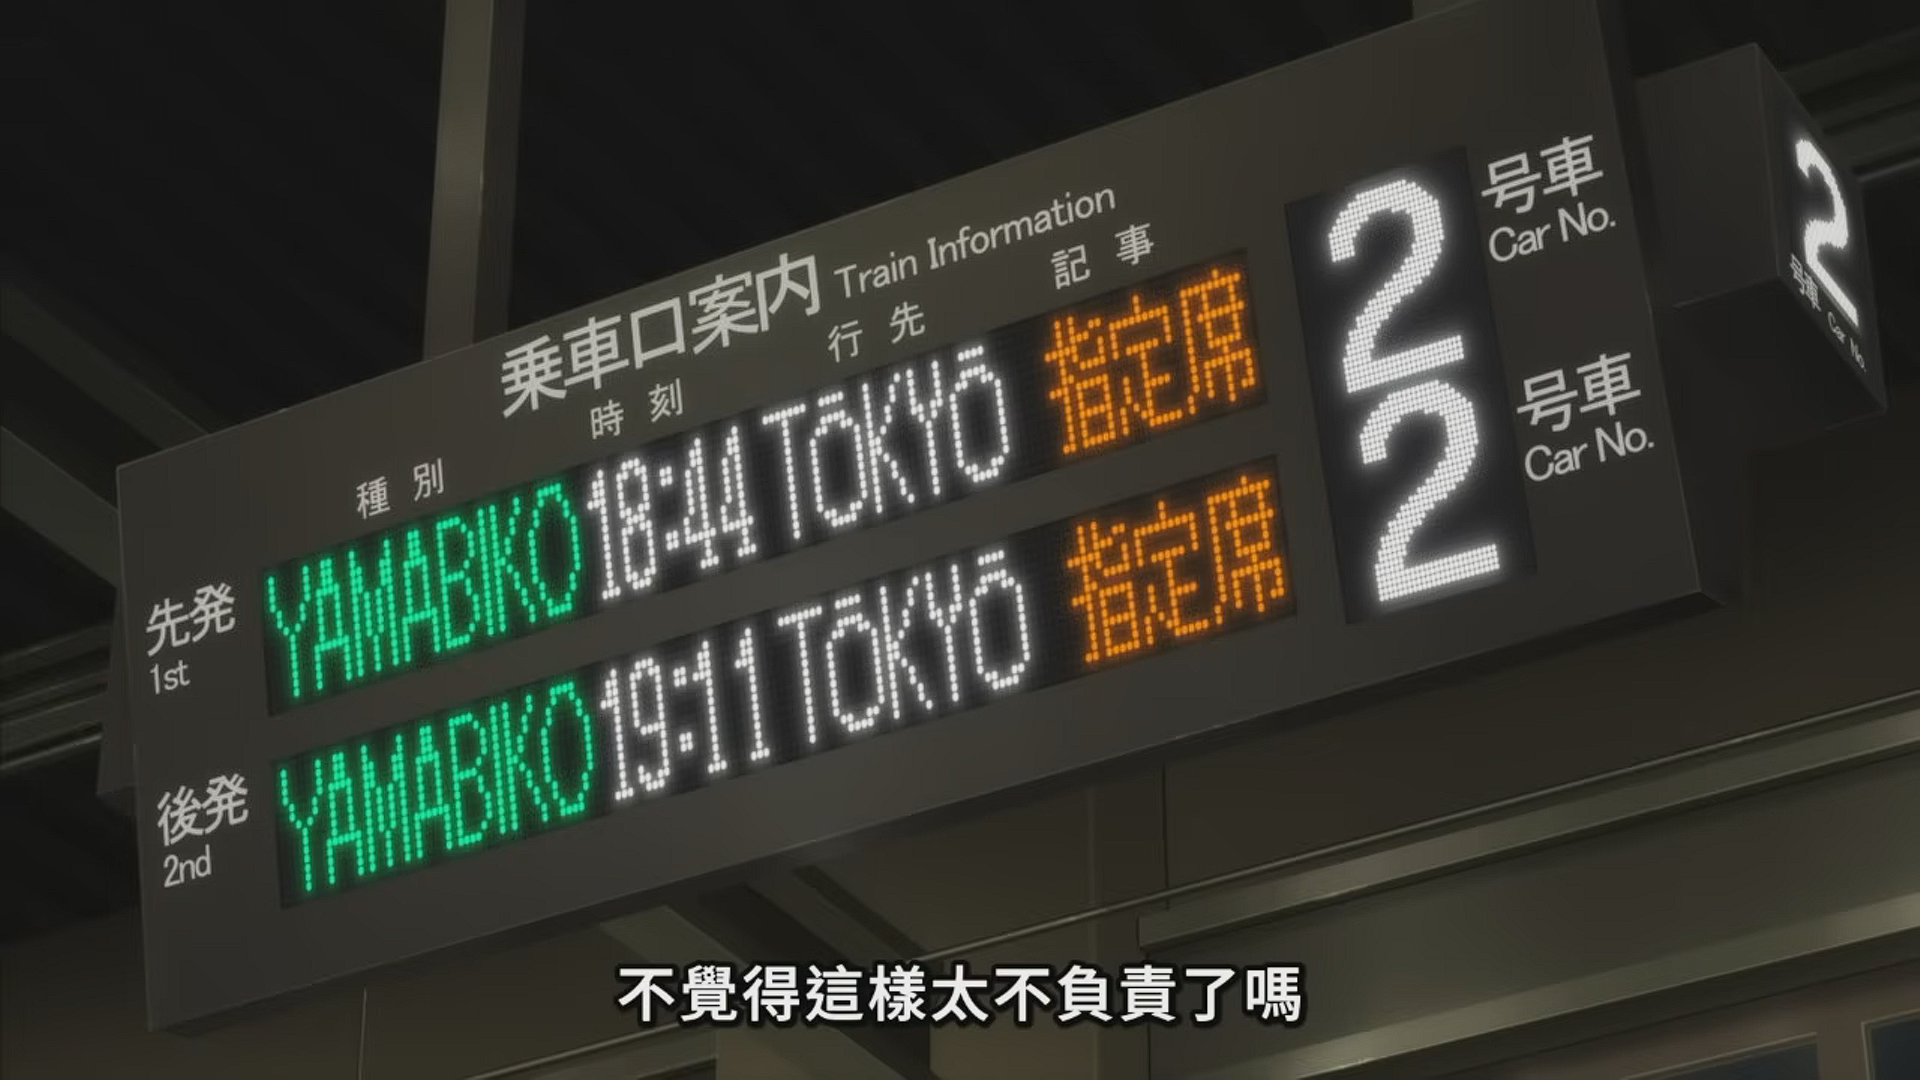 乗車口案内 Train Information
種別 時刻 行先 記事
先発 1st YAMABIKO 18:44 TŌKYŌ 指定席 2 号車 Car No.
後発 2nd YAMABIKO 19:11 TŌKYŌ 指定席 2 号車 Car No.
2 号車 Car No.
不覺得這樣太不負責了嗎